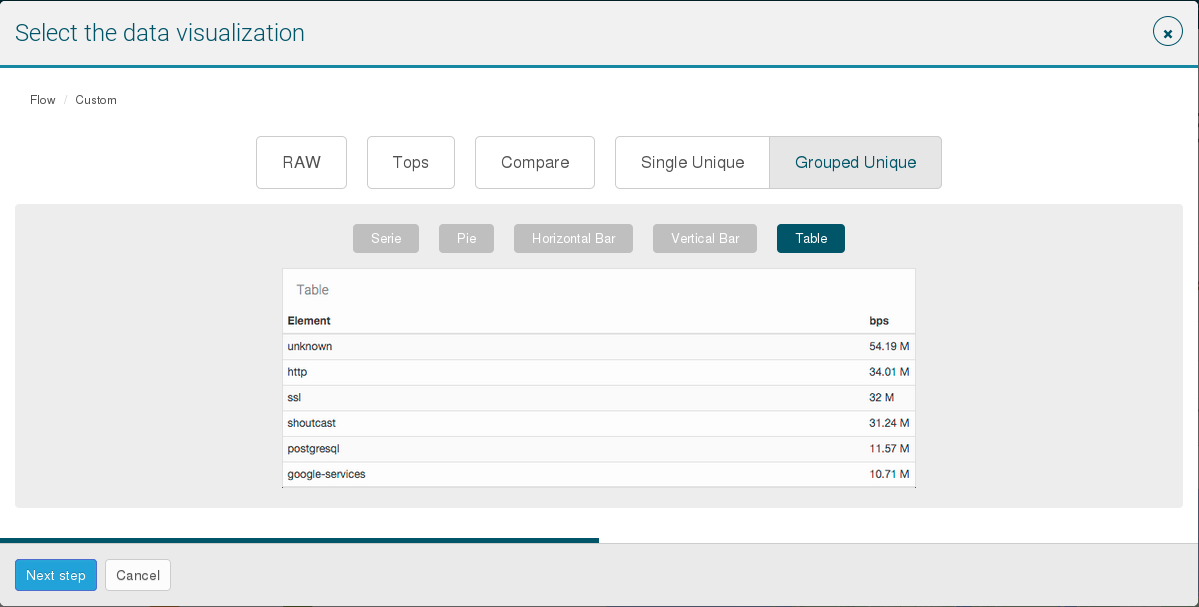 Select the data visualization
Flow / Custom
RAW Tops Compare Single Unique Grouped Unique
Serie Pie Horizontal Bar Vertical Bar Table
Table
Element bps
unknown 54.19 M
http 34.01 M
ssl 32 M
shoutcast 31.24 M
postgresql 11.57 M
google-services 10.71 M
Next step Cancel